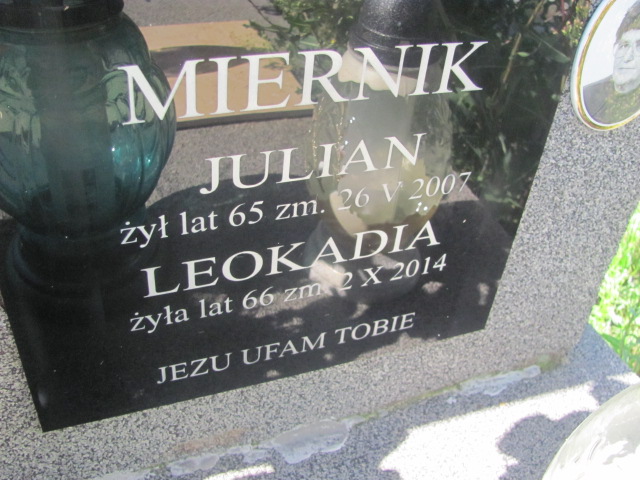 MIERNIK
JULIAN
żył lat 65 zm. 26 V 2007
LEOKADIA
żyła lat 66 zm. 2 X 2014
JEZU UFAM TOBIE